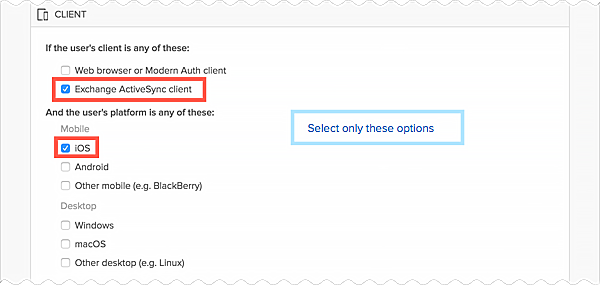 CLIENT
If the user's client is any of these:
Web browser or Modern Auth client
Exchange ActiveSync client
And the user's platform is any of these:
Mobile
Select only these options
iOS
Android
Other mobile (e.g. BlackBerry)
Desktop
Windows
macOS
Other desktop (e.g. Linux)